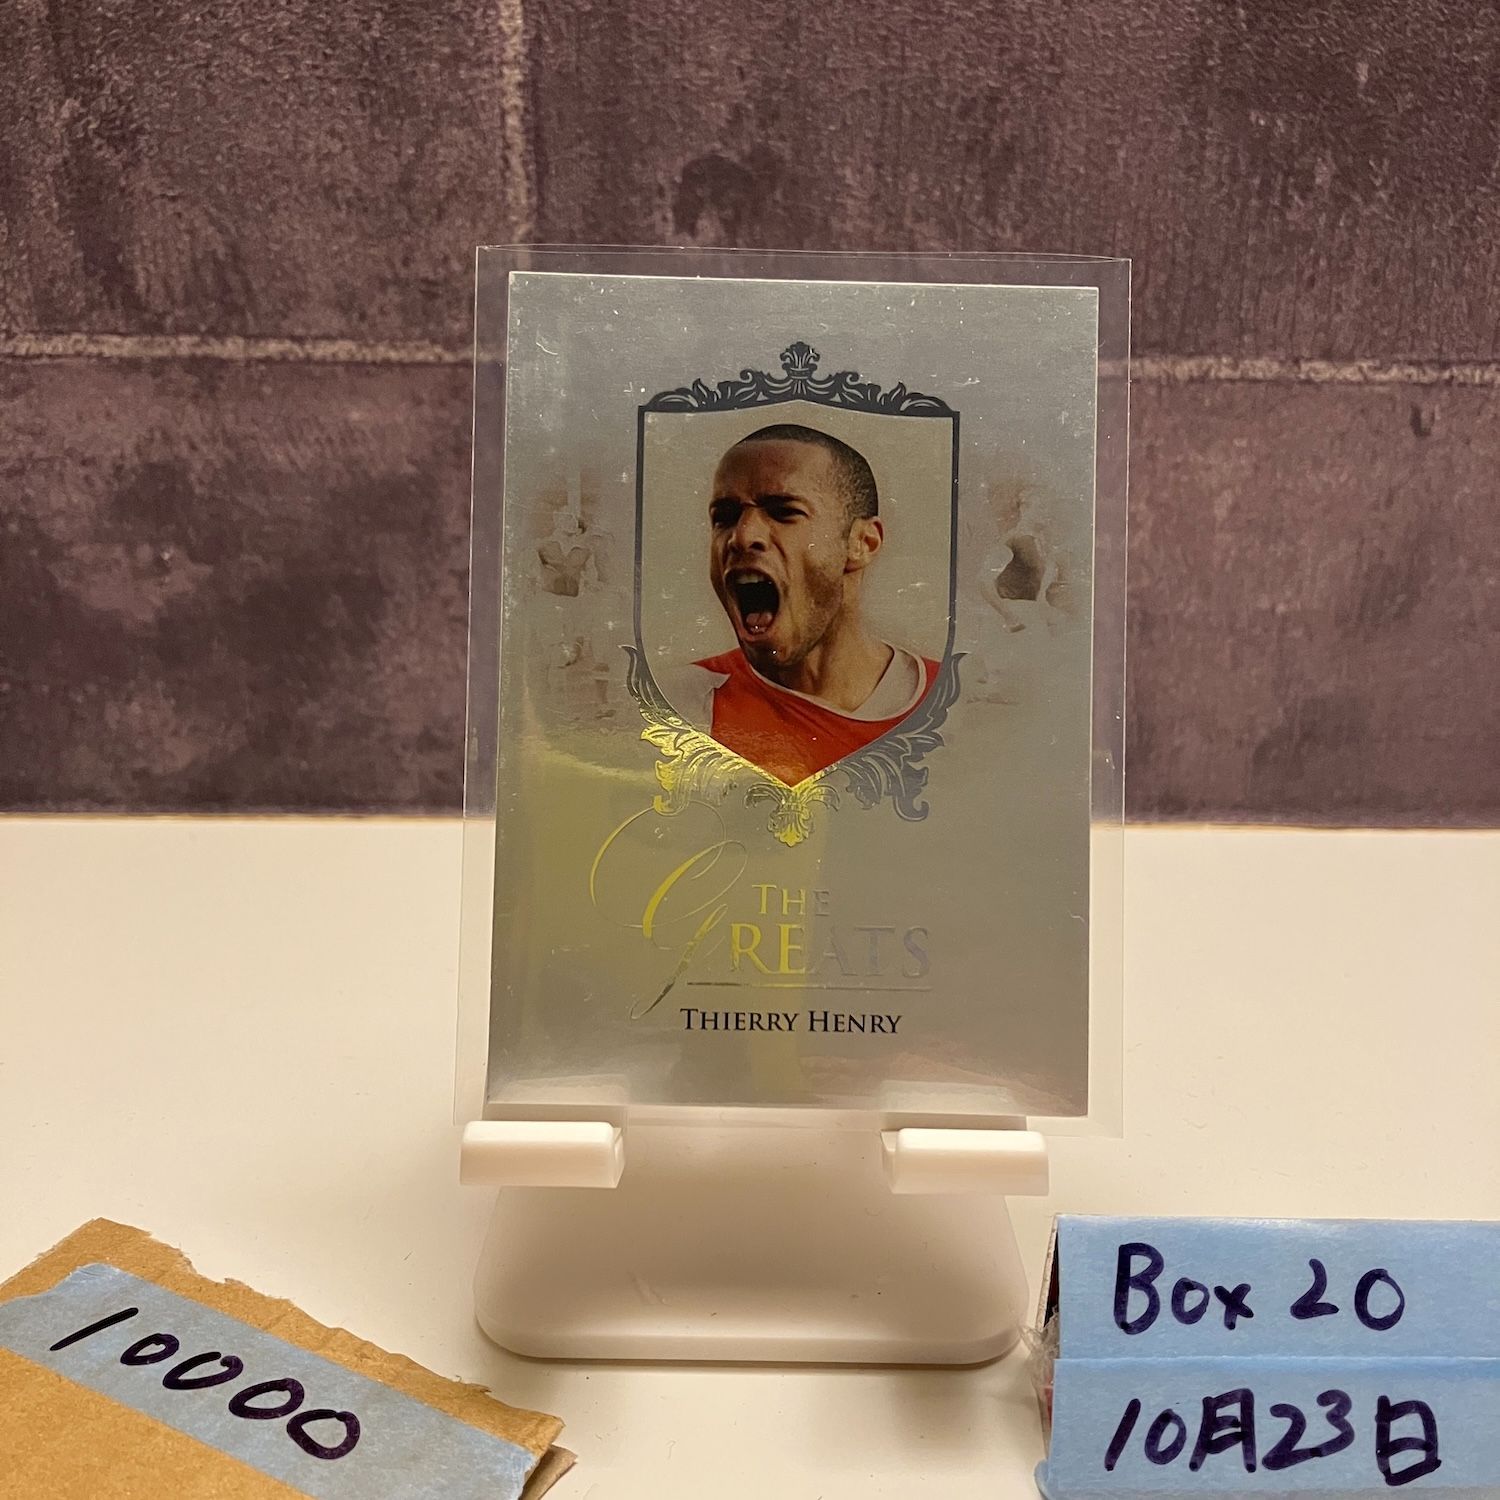 THE
GREATS
THIERRY HENRY
10000
Box 20
10月23日